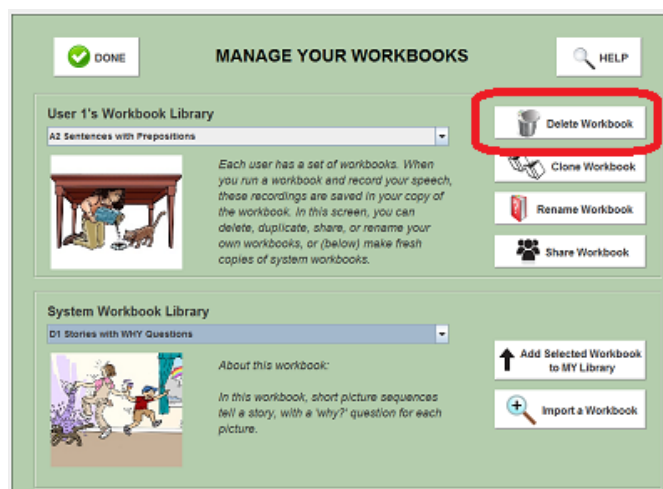 DONE
MANAGE YOUR WORKBOOKS
HELP
User 1's Workbook Library
A2 Sentences with Prepositions
Each user has a set of workbooks. When
you run a workbook and record your speech,
these recordings are saved in your copy of
the workbook. In this screen, you can
delete, duplicate, share, or rename your
own workbooks, or (below) make fresh
copies of system workbooks.
Delete Workbook
Clone Workbook
Rename Workbook
Share Workbook
System Workbook Library
D1 Stories with WHY Questions
About this workbook:
In this workbook, short picture sequences
tell a story, with a 'why?' question for each
picture.
Add Selected Workbook
to MY Library
Import a Workbook